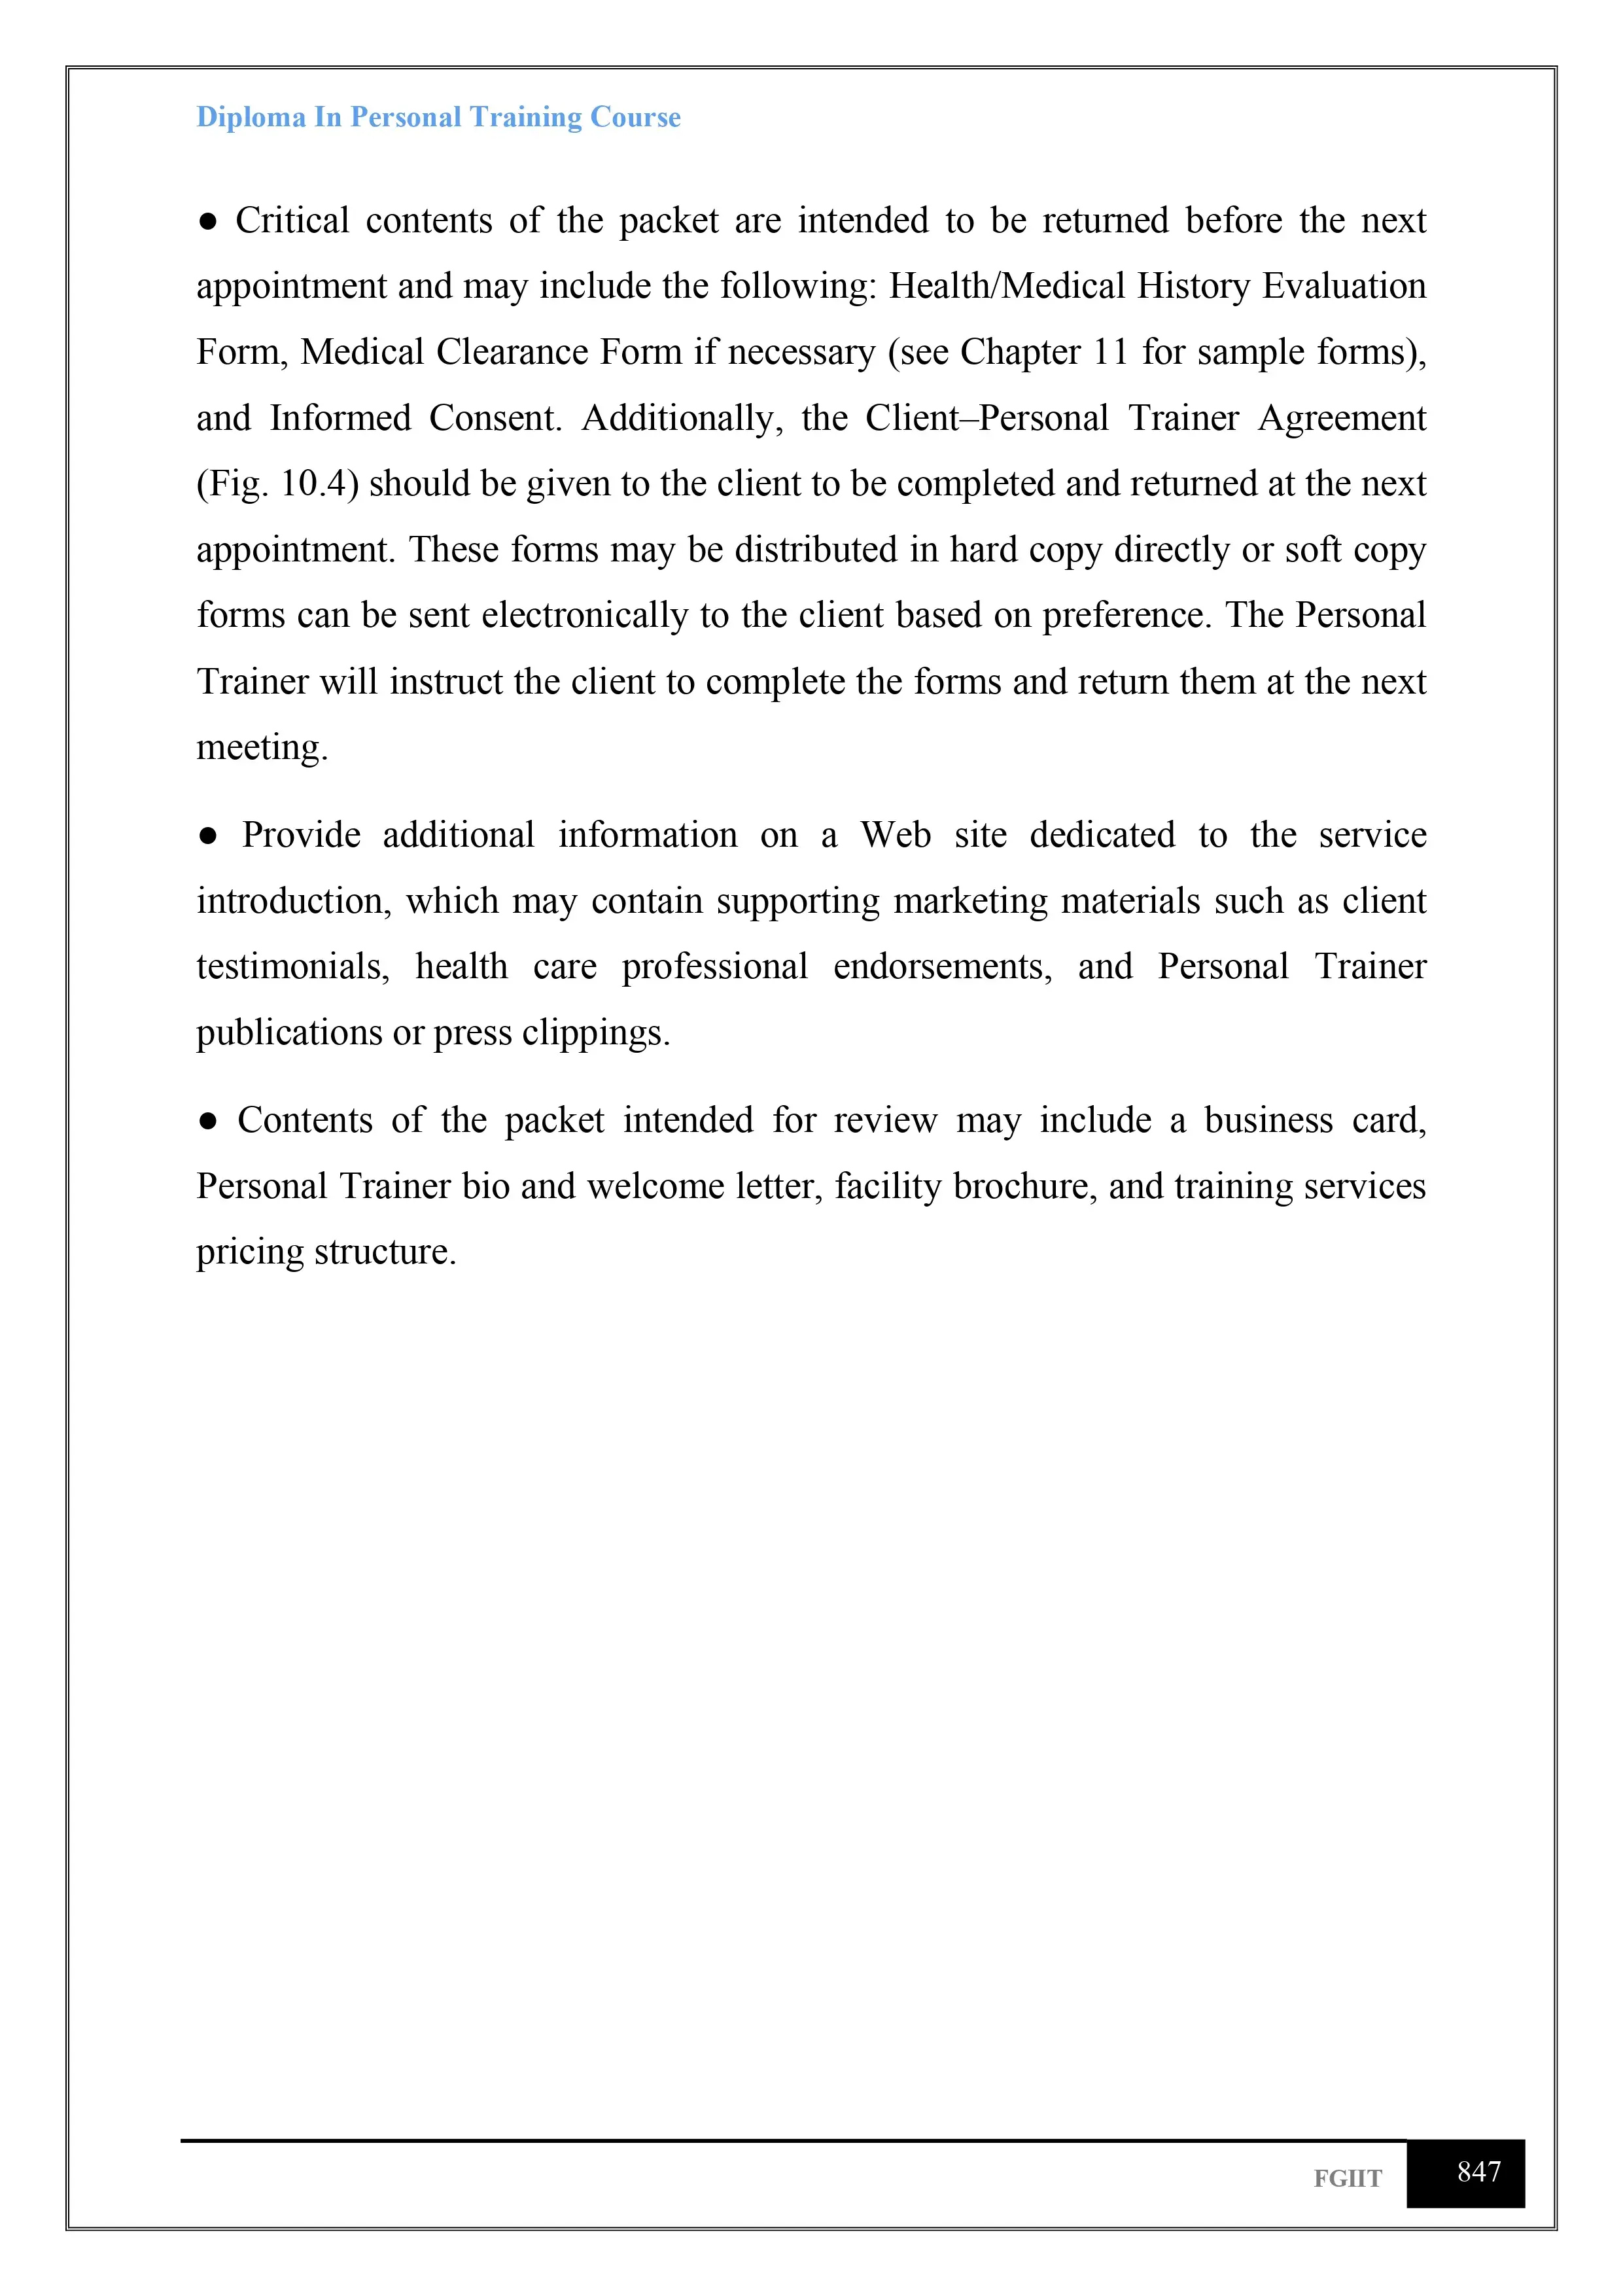 Diploma In Personal Training Course
● Critical contents of the packet are intended to be returned before the next
appointment and may include the following: Health/Medical History Evaluation
Form, Medical Clearance Form if necessary (see Chapter 11 for sample forms),
and Informed Consent. Additionally, the Client–Personal Trainer Agreement
(Fig. 10.4) should be given to the client to be completed and returned at the next
appointment. These forms may be distributed in hard copy directly or soft copy
forms can be sent electronically to the client based on preference. The Personal
Trainer will instruct the client to complete the forms and return them at the next
meeting.
● Provide additional information on a Web site dedicated to the service
introduction, which may contain supporting marketing materials such as client
testimonials, health care professional endorsements, and Personal Trainer
publications or press clippings.
● Contents of the packet intended for review may include a business card,
Personal Trainer bio and welcome letter, facility brochure, and training services
pricing structure.
FGIIT 847